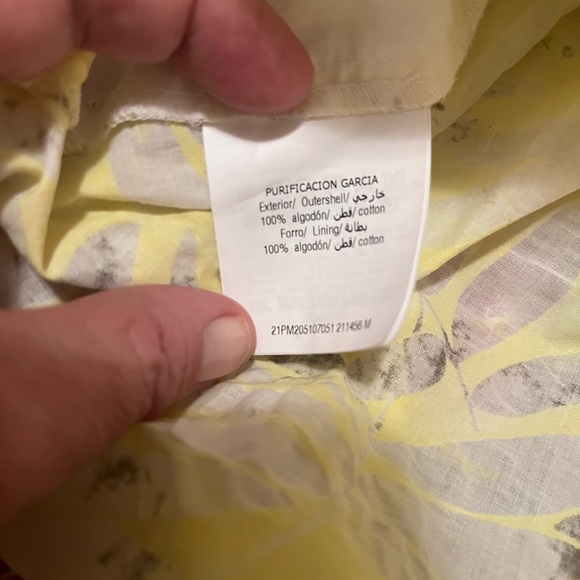 PURIFICACION GARCIA
Exterior/ Outershell/ خارجي
100% algodón/ قطن/ cotton
Forro/ Lining/ بطانة
100% algodón/ قطن/ cotton
21PM205107051 211456 M